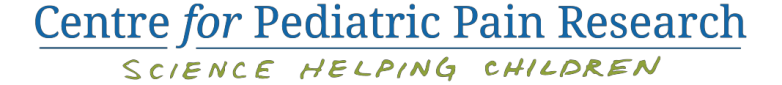 Centre for Pediatric Pain Research
SCIENCE HELPING CHILDREN